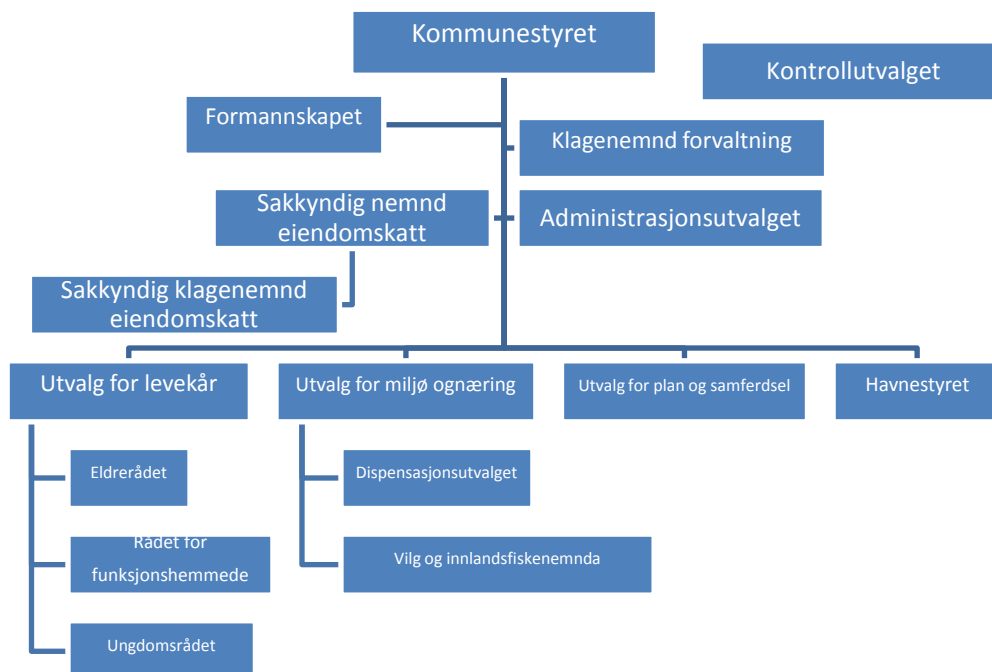 Kommunestyret
Kontrollutvalget
Formannskapet
Klagenemnd forvaltning
Sakkyndig nemnd
eiendomskatt
Administrasjonsutvalget
Sakkyndig klagenemnd
eiendomskatt
Utvalg for levekår
Utvalg for miljø ognæring
Utvalg for plan og samferdsel
Havnestyret
Eldrerådet
Rådet for
funksjonshemmede
Ungdomsrådet
Dispensasjonsutvalget
Vilg og innlandsfiskenemnda